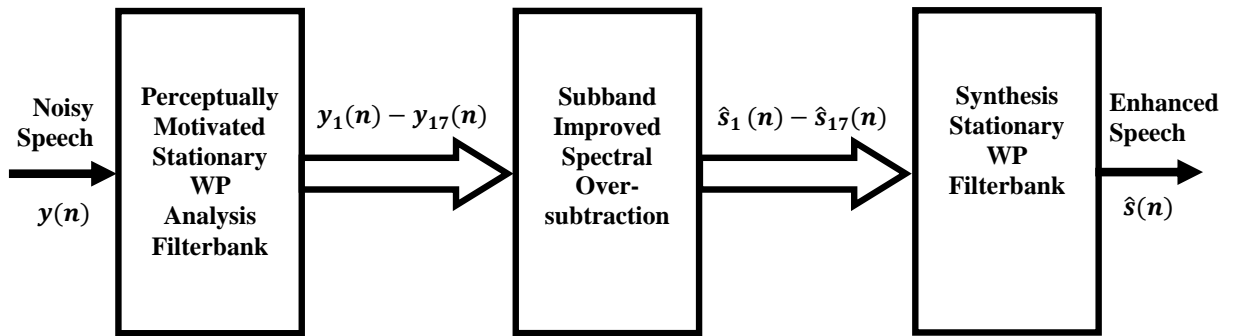 Noisy
Speech
y(n)
Perceptually
Motivated
Stationary
WP
Analysis
Filterbank
y₁(n) − y₁₇(n)
Subband
Improved
Spectral
Over-
subtraction
ŝ₁ (n) − ŝ₁₇(n)
Synthesis
Stationary
WP
Filterbank
Enhanced
Speech
ŝ(n)